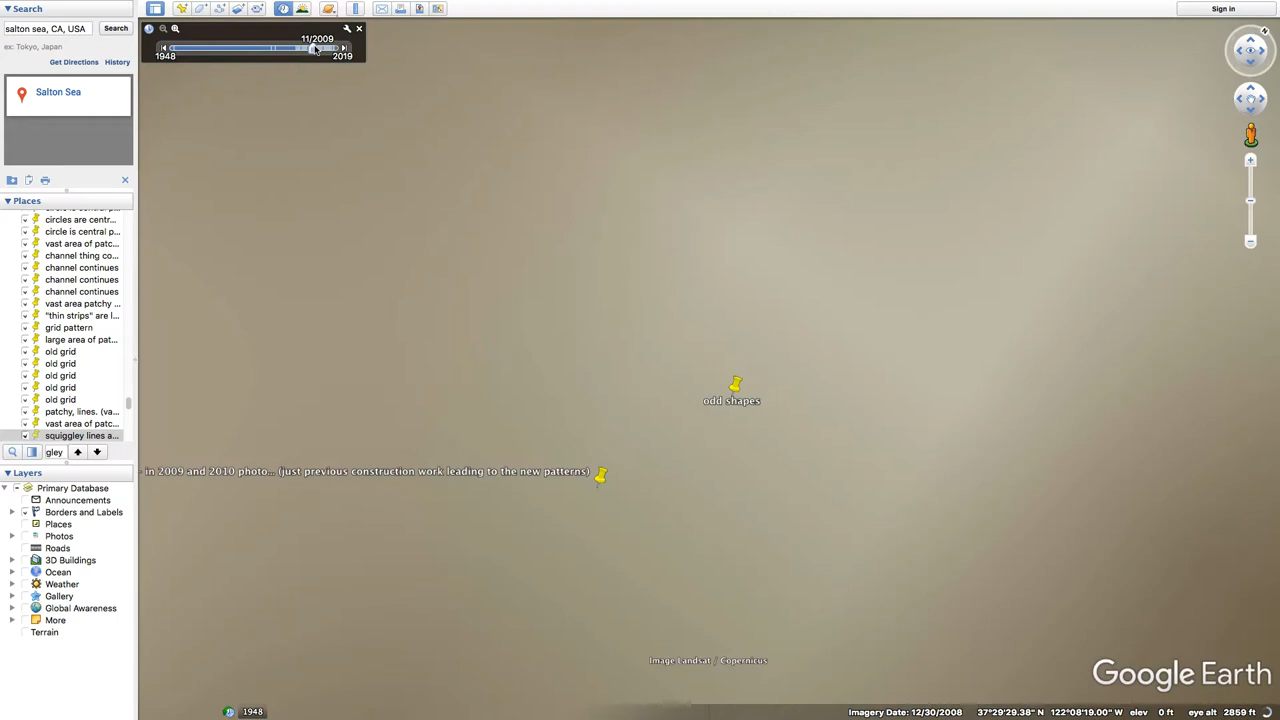 Search
Sign in
salton sea, CA, USA
Search
11/2009
ex: Tokyo, Japan
1948
2019
Get Directions
History
Salton Sea
Places
circles are centr...
circle is central p...
vast area of patc...
channel thing co...
channel continues
channel continues
channel continues
vast area patchy ...
"thin strips" are l...
grid pattern
large area of pat...
old grid
old grid
old grid
old grid
old grid
patchy, lines. (va...
vast area of patc...
squiggley lines a...
gley
odd shapes
in 2009 and 2010 photo... (just previous construction work leading to the new patterns)
Layers
Primary Database
Announcements
Borders and Labels
Places
Photos
Roads
3D Buildings
Ocean
Weather
Gallery
Global Awareness
More
Terrain
Image Landsat / Copernicus
Google Earth
1948
Imagery Date: 12/30/2008 37°29'29.38" N 122°08'19.00" W elev 0 ft eye alt 2859 ft